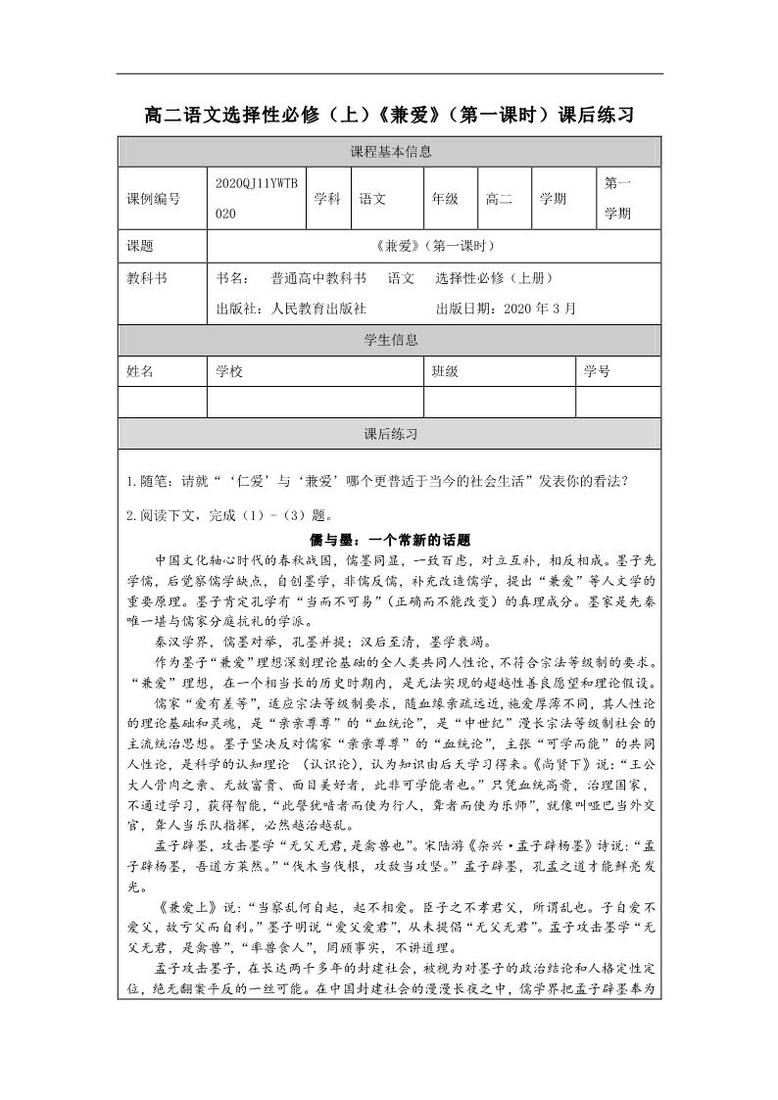 高二语文选择性必修（上）《兼爱》（第一课时）课后练习
课程基本信息
课例编号 2020QJ11YWTB020 学科 语文 年级 高二 学期 第一学期
课题 《兼爱》（第一课时）
教科书 书名： 普通高中教科书 语文 选择性必修（上册）
出版社：人民教育出版社 出版日期：2020 年 3 月
学生信息
姓名 学校 班级 学号
课后练习
1.随笔：请就“‘仁爱’与‘兼爱’哪个更普适于当今的社会生活”发表你的看法？
2.阅读下文，完成（1）-（3）题。
儒与墨：一个常新的话题
中国文化轴心时代的春秋战国，儒墨同显，一致百虑，对立互补，相反相成。墨子先
学儒，后觉察儒学缺点，自创墨学，非儒反儒，补充改造儒学，提出“兼爱”等人文学的
重要原理。墨子肯定孔学有“当而不可易”（正确而不能改变）的真理成分。墨家是先秦
唯一堪与儒家分庭抗礼的学派。
秦汉学界，儒墨对举，孔墨并提；汉后至清，墨学衰竭。
作为墨子“兼爱”理想深刻理论基础的全人类共同人性论，不符合宗法等级制的要求。
“兼爱”理想，在一个相当长的历史时期内，是无法实现的超越性善良愿望和理论假设。
儒家“爱有差等”，适应宗法等级制要求，随血缘亲疏远近，施爱厚薄不同，其人性论
的理论基础和灵魂，是“亲亲尊尊”的“血统论”，是“中世纪”漫长宗法等级制社会的
主流统治思想。墨子坚决反对儒家“亲亲尊尊”的“血统论”，主张“可学而能”的共同
人性论，是科学的认知理论 （认识论），认为知识由后天学习得来。《尚贤下》说：“王公
大人骨肉之亲、无故富贵、面目美好者，此非可学能者也。”只凭血统高贵，治理国家，
不通过学习，获得智能，“此譬犹喑者而使为行人，聋者而使为乐师”，就像叫哑巴当外交
官，聋人当乐队指挥，必然越治越乱。
孟子辟墨，攻击墨学“无父无君，是禽兽也”。宋陆游《杂兴·孟子辟杨墨》诗说：“孟
子辟杨墨，吾道方莱然。”“伐木当伐根，攻敌当攻坚。”孟子辟墨，孔孟之道才能鲜亮发
光。
《兼爱上》说：“当察乱何自起，起不相爱。臣子之不孝君父，所谓乱也。子自爱不
爱父，故亏父而自利。”墨子明说“爱父爱君”，从未提倡“无父无君”。孟子攻击墨学“无
父无君，是禽兽”，“率兽食人”，罔顾事实，不讲道理。
孟子攻击墨子，在长达两千多年的封建社会，被视为对墨子的政治结论和人格定性定
位，绝无翻案平反的一丝可能。在中国封建社会的漫漫长夜之中，儒学界把孟子辟墨奉为